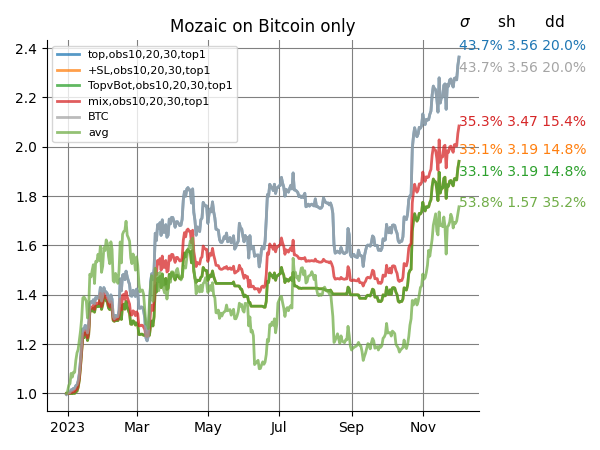 Mozaic on Bitcoin only
σ sh dd
43.7% 3.56 20.0%
43.7% 3.56 20.0%
35.3% 3.47 15.4%
33.1% 3.19 14.8%
33.1% 3.19 14.8%
53.8% 1.57 35.2%
top,obs10,20,30,top1
+SL,obs10,20,30,top1
TopvBot,obs10,20,30,top1
mix,obs10,20,30,top1
BTC
avg
2.4
2.2
2.0
1.8
1.6
1.4
1.2
1.0
2023 Mar May Jul Sep Nov